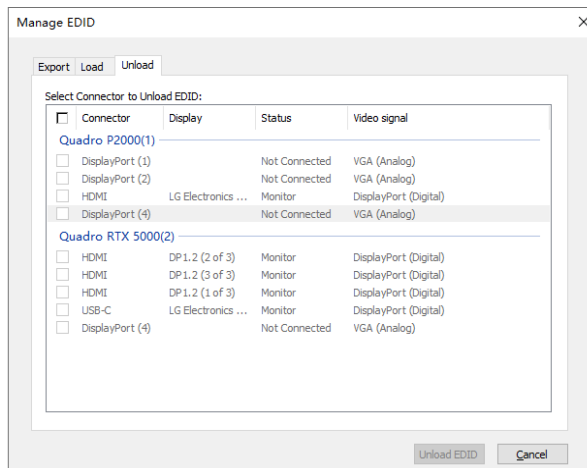 Manage EDID
Export Load Unload
Select Connector to Unload EDID:
Connector Display Status Video signal
Quadro P2000(1)
DisplayPort (1) Not Connected VGA (Analog)
DisplayPort (2) Not Connected VGA (Analog)
HDMI LG Electronics ... Monitor DisplayPort (Digital)
DisplayPort (4) Not Connected VGA (Analog)
Quadro RTX 5000(2)
HDMI DP1.2 (2 of 3) Monitor DisplayPort (Digital)
HDMI DP1.2 (3 of 3) Monitor DisplayPort (Digital)
HDMI DP1.2 (1 of 3) Monitor DisplayPort (Digital)
USB-C LG Electronics ... Monitor DisplayPort (Digital)
DisplayPort (4) Not Connected VGA (Analog)
Unload EDID Cancel